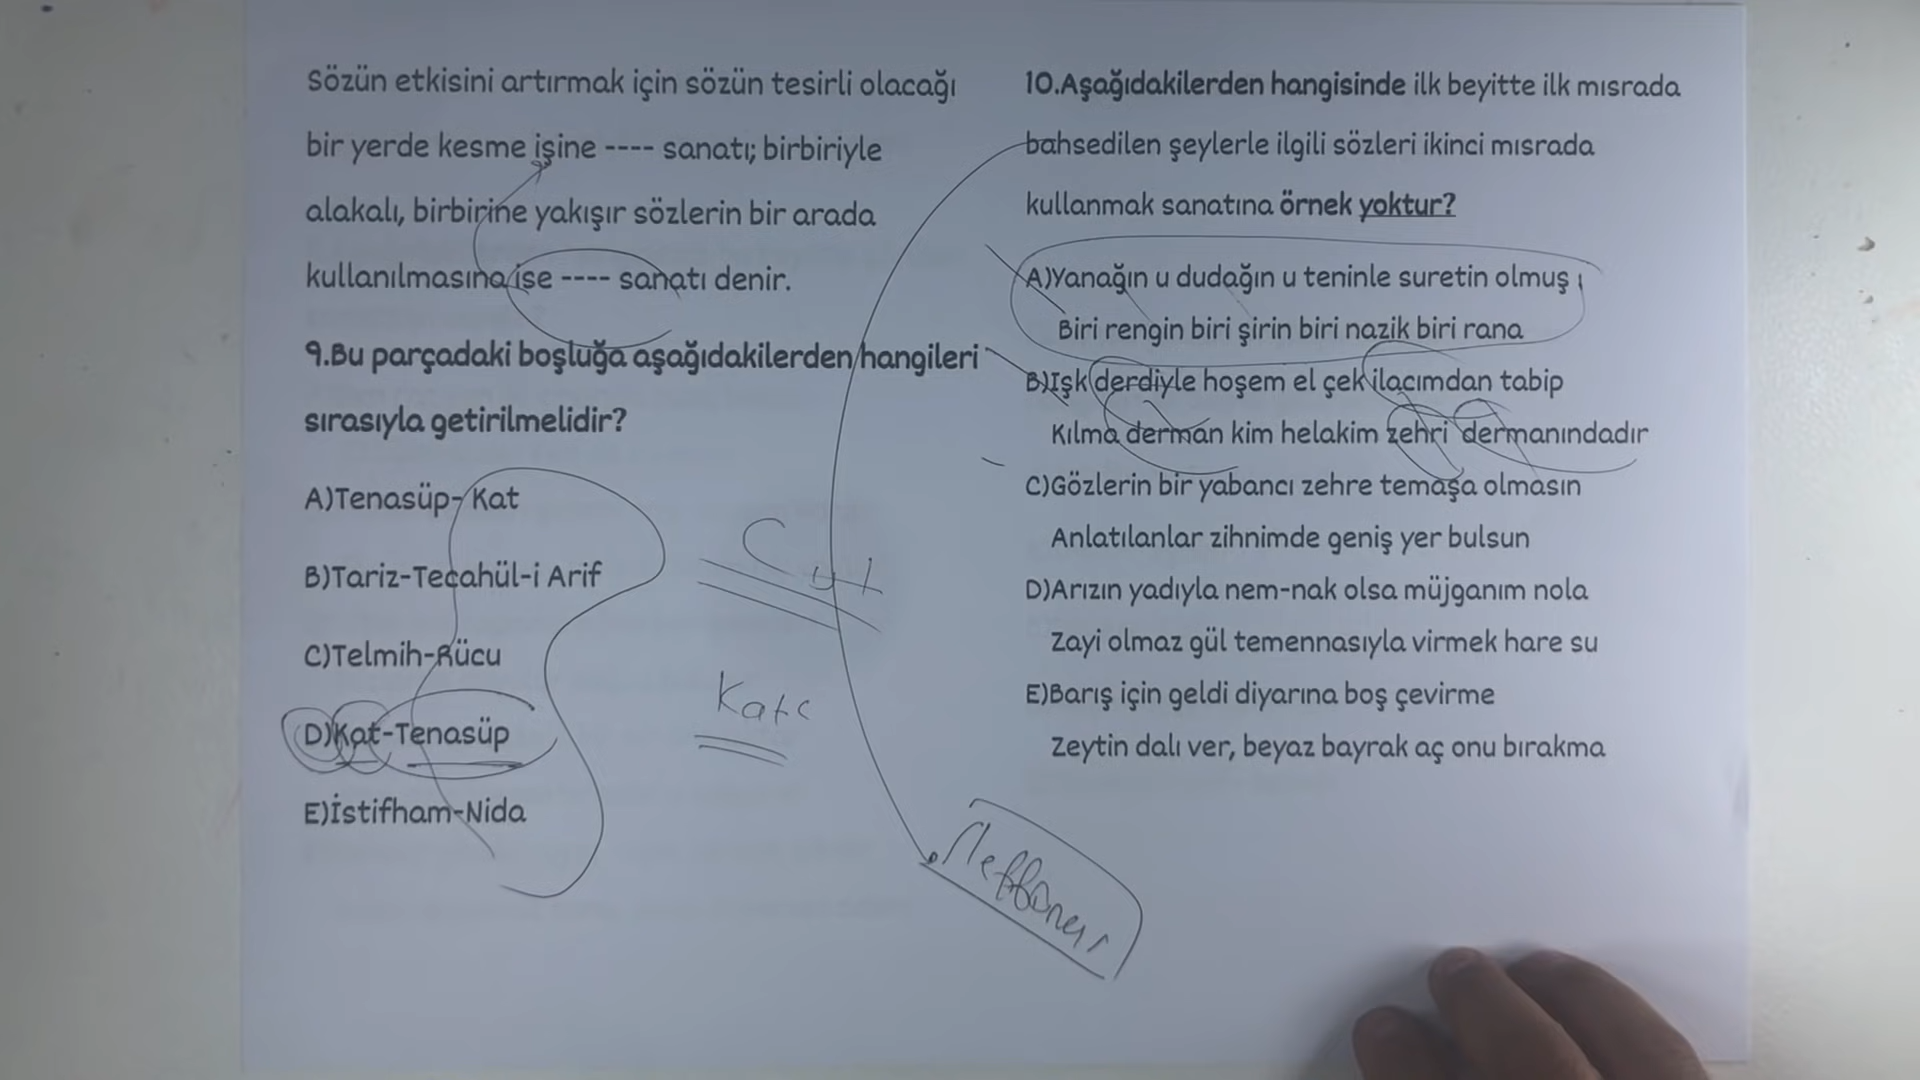 Sözün etkisini artırmak için sözün tesirli olacağı
bir yerde kesme işine ---- sanatı; birbiriyle
alakalı, birbirine yakışır sözlerin bir arada
kullanılmasına ise ---- sanatı denir.
9.Bu parçadaki boşluğa aşağıdakilerden hangileri
sırasıyla getirilmelidir?
A)Tenasüp- Kat
B)Tariz-Tecahül-i Arif
C)Telmih-Rücu
D)Kat-Tenasüp
E)İstifham-Nida
Cut
10.Aşağıdakilerden hangisinde ilk beyitte ilk mısrada
bahsedilen şeylerle ilgili sözleri ikinci mısrada
kullanmak sanatına örnek yoktur?
A)Yanağın u dudağın u teninle suretin olmuş
Biri rengin biri şirin biri nazik biri rana
B)Işk derdiyle hoşem el çek ilacımdan tabip
Kılma derman kim helakim zehri dermanındadır
C)Gözlerin bir yabancı zehre temaşa olmasın
Anlatılanlar zihnimde geniş yer bulsun
D)Arızın yadıyla nem-nak olsa müjganım nola
Zayi olmaz gül temennasıyla virmek hare su
E)Barış için geldi diyarına boş çevirme
Zeytin dalı ver, beyaz bayrak aç onu bırakma